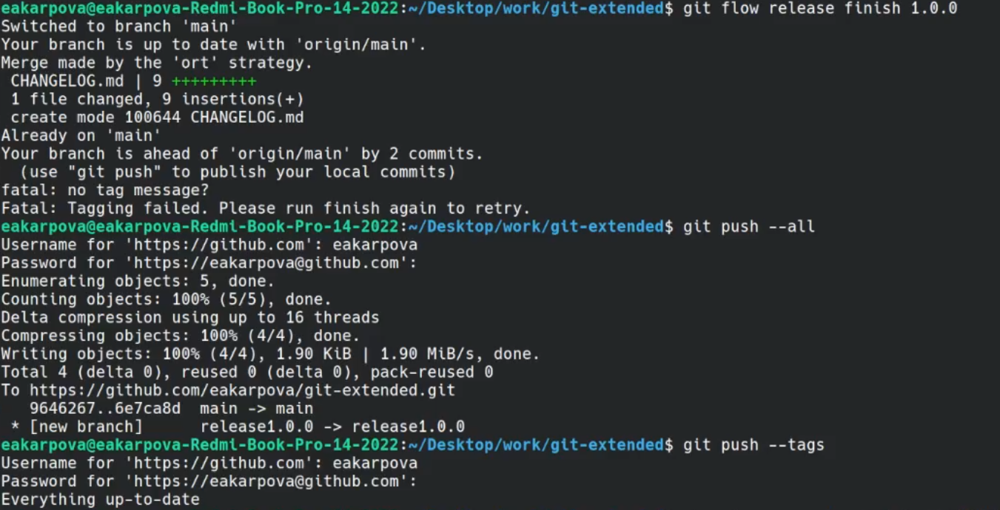 eakarpova@eakarpova-Redmi-Book-Pro-14-2022:~/Desktop/work/git-extended$ git flow release finish 1.0.0
Switched to branch 'main'
Your branch is up to date with 'origin/main'.
Merge made by the 'ort' strategy.
 CHANGELOG.md | 9 +++++++++
 1 file changed, 9 insertions(+)
 create mode 100644 CHANGELOG.md
Already on 'main'
Your branch is ahead of 'origin/main' by 2 commits.
  (use "git push" to publish your local commits)
fatal: no tag message?
Fatal: Tagging failed. Please run finish again to retry.
eakarpova@eakarpova-Redmi-Book-Pro-14-2022:~/Desktop/work/git-extended$ git push --all
Username for 'https://github.com': eakarpova
Password for 'https://eakarpova@github.com':
Enumerating objects: 5, done.
Counting objects: 100% (5/5), done.
Delta compression using up to 16 threads
Compressing objects: 100% (4/4), done.
Writing objects: 100% (4/4), 1.90 KiB | 1.90 MiB/s, done.
Total 4 (delta 0), reused 0 (delta 0), pack-reused 0
To https://github.com/eakarpova/git-extended.git
   9646267..6e7ca8d  main -> main
 * [new branch]      release1.0.0 -> release1.0.0
eakarpova@eakarpova-Redmi-Book-Pro-14-2022:~/Desktop/work/git-extended$ git push --tags
Username for 'https://github.com': eakarpova
Password for 'https://eakarpova@github.com':
Everything up-to-date